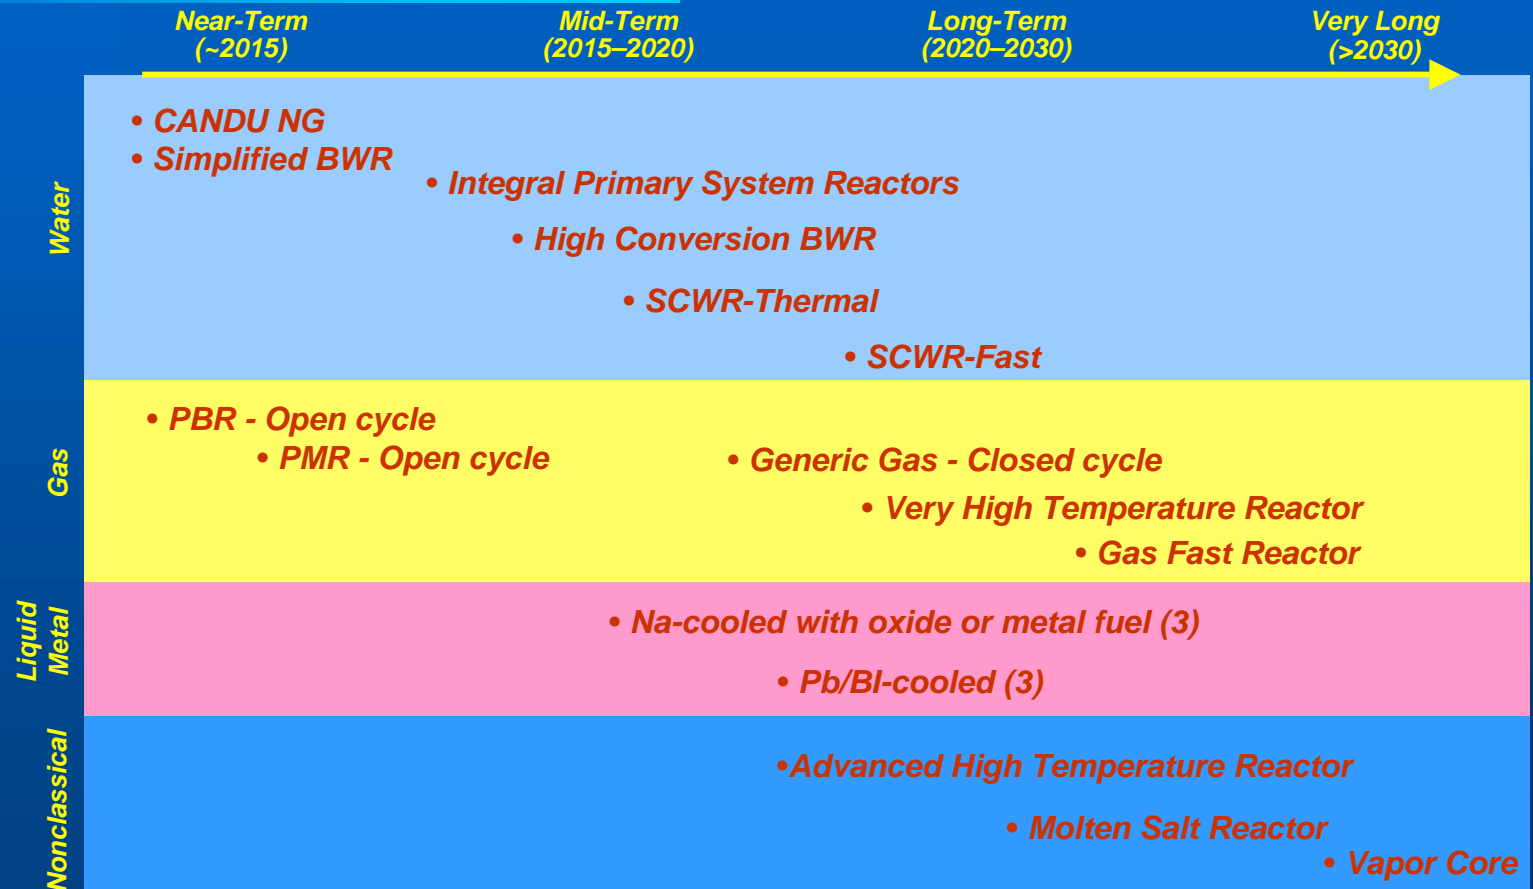 Near-Term
(~2015)
Mid-Term
(2015–2020)
Long-Term
(2020–2030)
Very Long
(>2030)
Water
• CANDU NG
• Simplified BWR
• Integral Primary System Reactors
• High Conversion BWR
• SCWR-Thermal
• SCWR-Fast
Gas
• PBR - Open cycle
• PMR - Open cycle
• Generic Gas - Closed cycle
• Very High Temperature Reactor
• Gas Fast Reactor
Liquid
Metal
• Na-cooled with oxide or metal fuel (3)
• Pb/BI-cooled (3)
Nonclassical
•Advanced High Temperature Reactor
• Molten Salt Reactor
• Vapor Core